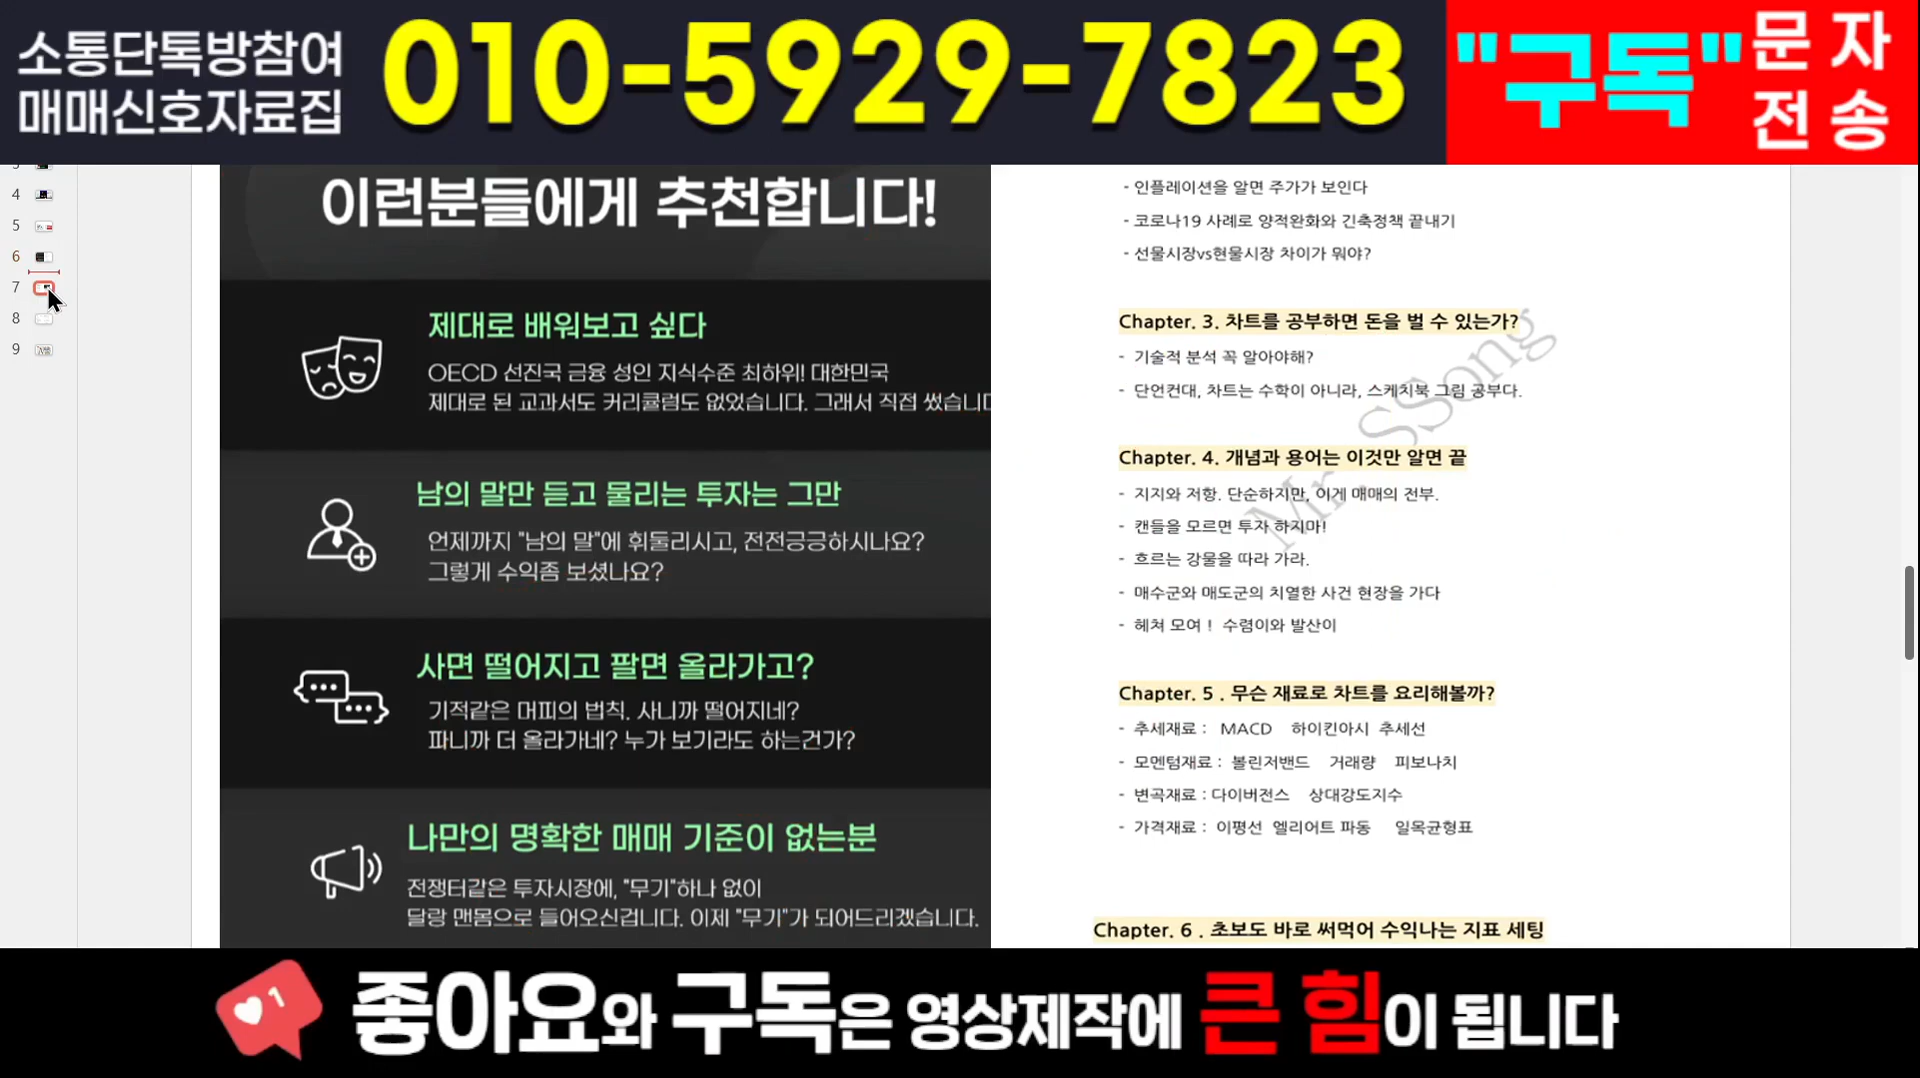 소통단톡방참여
매매신호자료집
010-5929-7823
"구독"
문자
전송
4
5
6
7
8
9
이런분들에게 추천합니다!
제대로 배워보고 싶다
OECD 선진국 금융 성인 지식수준 최하위! 대한민국
제대로 된 교과서도 커리큘럼도 없었습니다. 그래서 직접 썼습니다
남의 말만 듣고 물리는 투자는 그만
언제까지 "남의 말"에 휘둘리시고, 전전긍긍하시나요?
그렇게 수익좀 보셨나요?
사면 떨어지고 팔면 올라가고?
기적같은 머피의 법칙. 사니까 떨어지네?
파니까 더 올라가네? 누가 보기라도 하는건가?
나만의 명확한 매매 기준이 없는분
전쟁터같은 투자시장에, "무기"하나 없이
달랑 맨몸으로 들어오신겁니다. 이제 "무기"가 되어드리겠습니다.
- 인플레이션을 알면 주가가 보인다
- 코로나19 사례로 양적완화와 긴축정책 끝내기
- 선물시장vs현물시장 차이가 뭐야?
Chapter. 3. 차트를 공부하면 돈을 벌 수 있는가?
- 기술적 분석 꼭 알아야해?
- 단언컨대, 차트는 수학이 아니라, 스케치북 그림 공부다.
Chapter. 4. 개념과 용어는 이것만 알면 끝
- 지지와 저항. 단순하지만, 이게 매매의 전부.
- 캔들을 모르면 투자 하지마!
- 흐르는 강물을 따라 가라.
- 매수군와 매도군의 치열한 사건 현장을 가다
- 헤쳐 모여 ! 수렴이와 발산이
Chapter. 5 . 무슨 재료로 차트를 요리해볼까?
- 추세재료 : MACD 하이킨아시 추세선
- 모멘텀재료 : 볼린저밴드 거래량 피보나치
- 변곡재료 : 다이버전스 상대강도지수
- 가격재료 : 이평선 엘리어트 파동 일목균형표
Chapter. 6 . 초보도 바로 써먹어 수익나는 지표 세팅
Mr. SSong
1
좋아요와 구독은 영상제작에 큰 힘이 됩니다